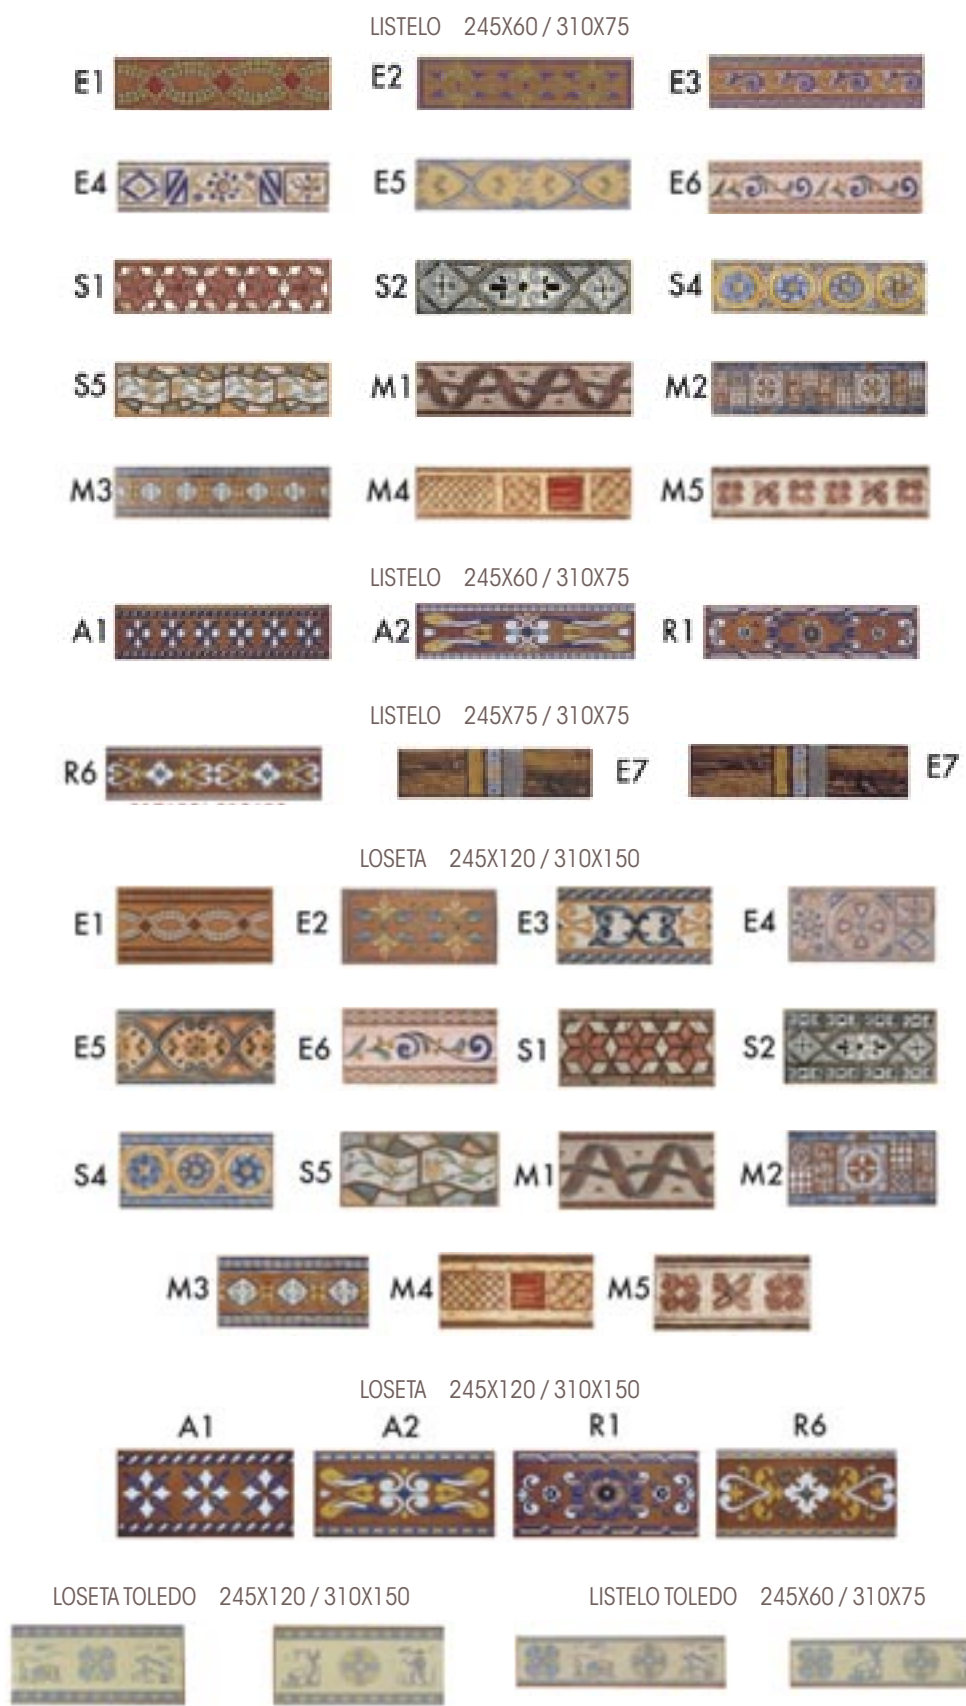 LISTELO 245X60 / 310X75
E1 E2 E3
E4 E5 E6
S1 S2 S4
S5 M1 M2
M3 M4 M5
LISTELO 245X60 / 310X75
A1 A2 R1
LISTELO 245X75 / 310X75
R6 E7 E7
LOSETA 245X120 / 310X150
E1 E2 E3 E4
E5 E6 S1 S2
S4 S5 M1 M2
M3 M4 M5
LOSETA 245X120 / 310X150
A1 A2 R1 R6
LOSETA TOLEDO 245X120 / 310X150 LISTELO TOLEDO 245X60 / 310X75